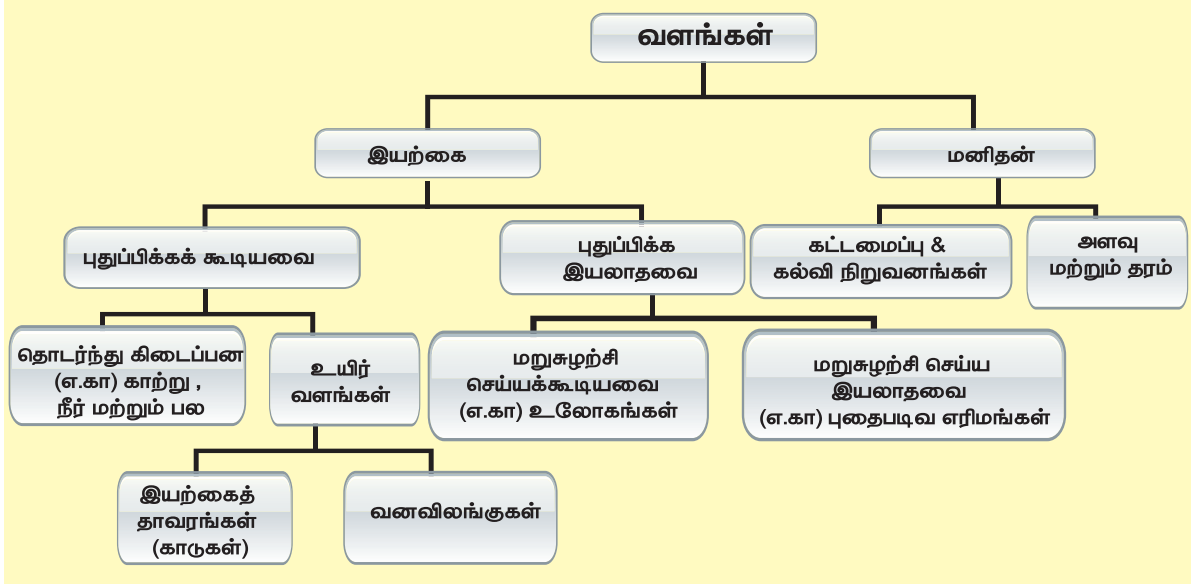 வளங்கள்
இயற்கை
மனிதன்
புதுப்பிக்கக் கூடியவை
புதுப்பிக்க
இயலாதவை
கட்டமைப்பு &
கல்வி நிறுவனங்கள்
அளவு
மற்றும் தரம்
தொடர்ந்து கிடைப்பன
(எ.கா) காற்று ,
நீர் மற்றும் பல
உயிர்
வளங்கள்
மறுசுழற்சி
செய்யக்கூடியவை
(எ.கா) உலோகங்கள்
மறுசுழற்சி செய்ய
இயலாதவை
(எ.கா) புதைபடிவ எரிமங்கள்
இயற்கைத்
தாவரங்கள்
(காடுகள்)
வனவிலங்குகள்